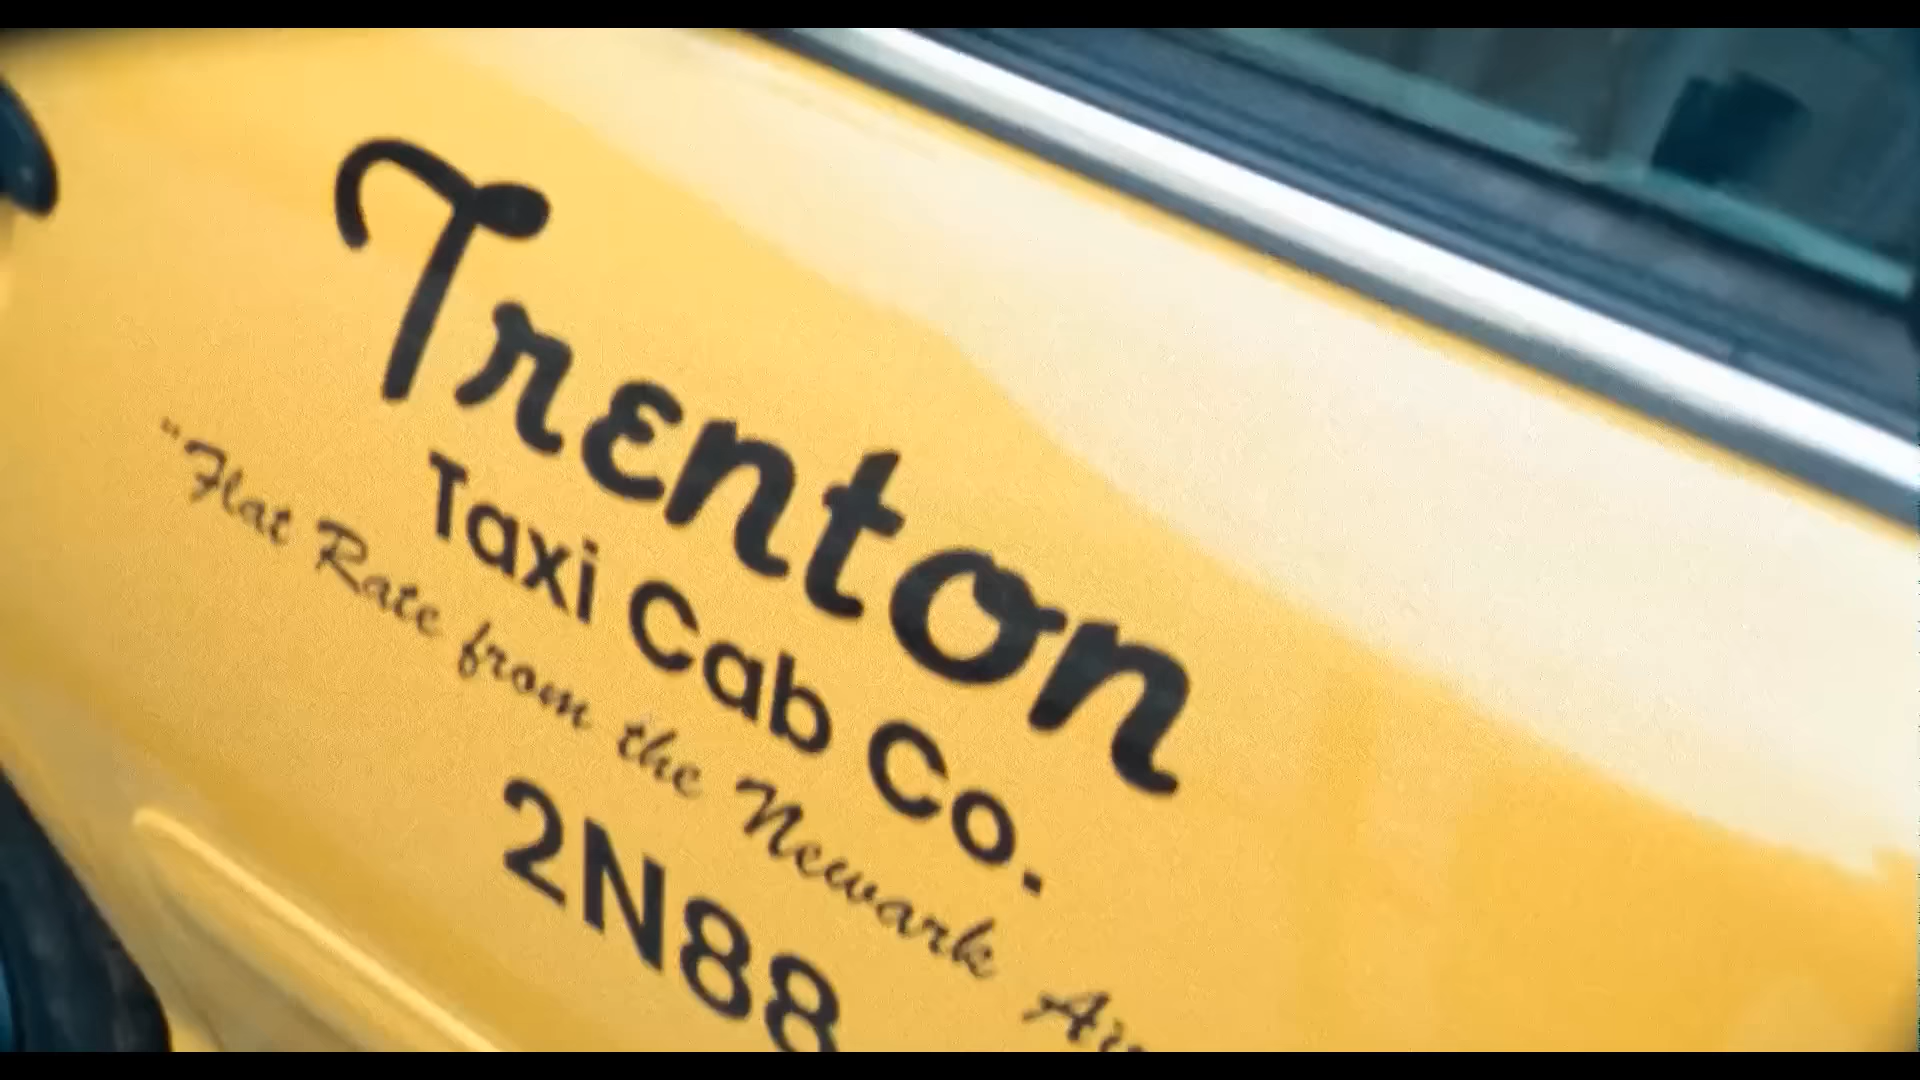 Trenton
Taxi Cab Co.
"Flat Rate from the Newark
2N88